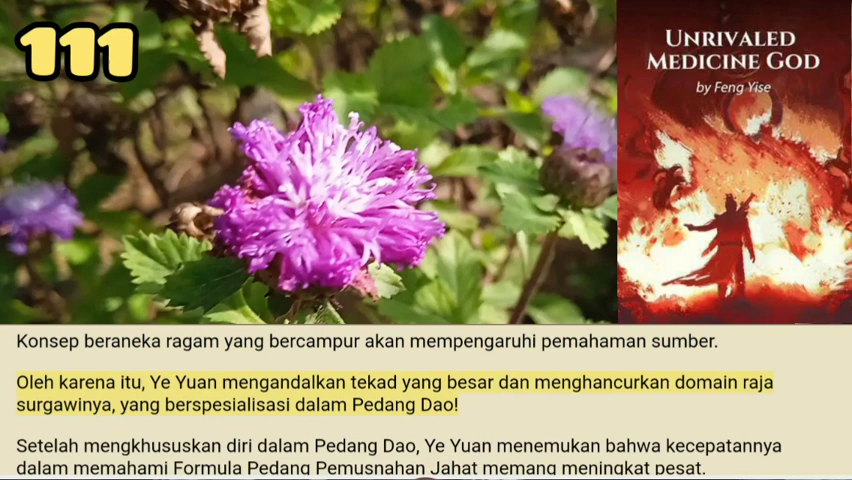 111
UNRIVALED
MEDICINE GOD
by Feng Yise
Konsep beraneka ragam yang bercampur akan mempengaruhi pemahaman sumber.
Oleh karena itu, Ye Yuan mengandalkan tekad yang besar dan menghancurkan domain raja
surgawinya, yang berspesialisasi dalam Pedang Dao!
Setelah mengkhususkan diri dalam Pedang Dao, Ye Yuan menemukan bahwa kecepatannya
dalam memahami Formula Pedang Pemusnahan Jahat memang meningkat pesat.